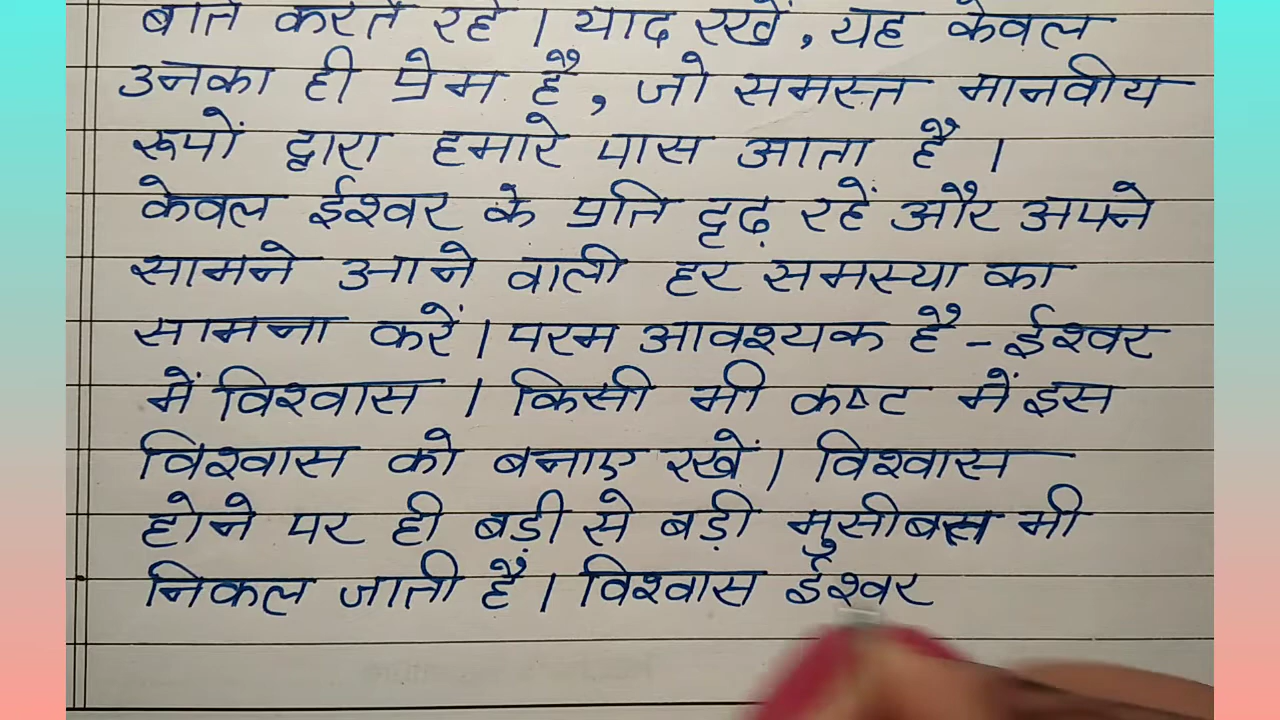 बात करते रहें । याद रखें, यह केवल
उनका ही प्रेम है, जो समस्त मानवीय
रूपों द्वारा हमारे पास आता है ।
केवल ईश्वर के प्रति दृढ़ रहें और अपने
सामने आने वाली हर समस्या का
सामना करें । परम आवश्यक है - ईश्वर
में विश्वास । किसी भी कष्ट में इस
विश्वास को बनाए रखें । विश्वास
होने पर ही बड़ी से बड़ी मुसीबत भी
निकल जाती है । विश्वास ईश्वर